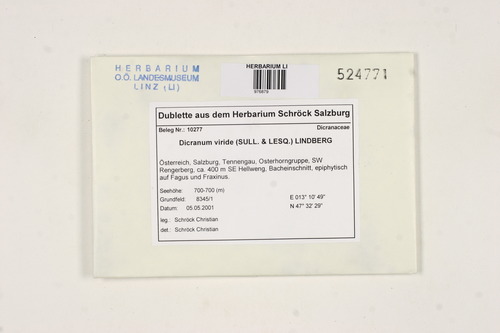 HERBARIUM
O.Ö. LANDESMUSEUM
LINZ (LI)
HERBARIUM LI
524771
Dublette aus dem Herbarium Schröck Salzburg
Beleg Nr.: 10277 Dicranaceae
Dicranum viride (SULL. & LESQ.) LINDBERG
Österreich, Salzburg, Tennengau, Osterhorngruppe, SW
Rengerberg, ca. 400 m SE Hellweng, Bacheinschnitt, epiphytisch
auf Fagus und Fraxinus.
Seehöhe: 700-700 (m) E 013° 10' 49"
Grundfeld: 8345/1 N 47° 32' 29"
Datum: 05.05.2001
leg.: Schröck Christian
det.: Schröck Christian